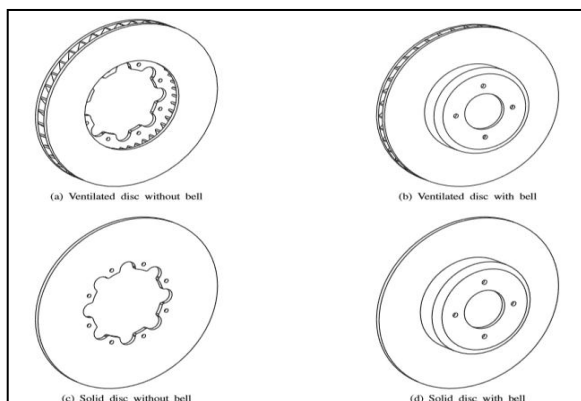 (a) Ventilated disc without bell
(b) Ventilated disc with bell
(c) Solid disc without bell
(d) Solid disc with bell